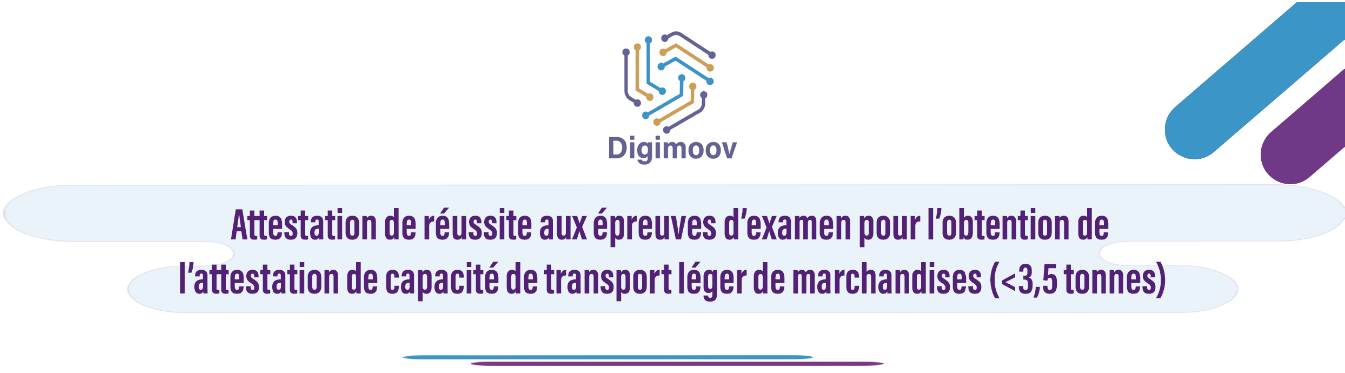 Digimoov
Attestation de réussite aux épreuves d’examen pour l’obtention de
l’attestation de capacité de transport léger de marchandises (<3,5 tonnes)